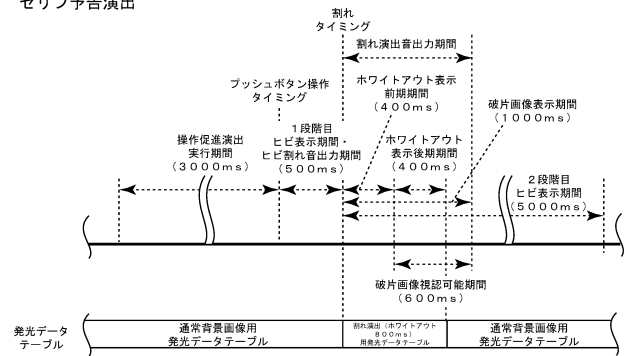 セリフ予告演出
割れ
タイミング
割れ演出音出力期間
プッシュボタン操作
タイミング
ホワイトアウト表示
前期期間
(400ms)
破片画像表示期間
(1000ms)
1段階目
ヒビ表示期間・
ヒビ割れ音出力期間
(500ms)
操作促進演出
実行期間
(3000ms)
ホワイトアウト
表示後期期間
(400ms)
2段階目
ヒビ表示期間
(5000ms)
破片画像視認可能期間
(600ms)
発光データ
テーブル
通常背景画像用
発光データテーブル
割れ演出(ホワイトアウト
800ms)
用発光データテーブル
通常背景画像用
発光データテーブル